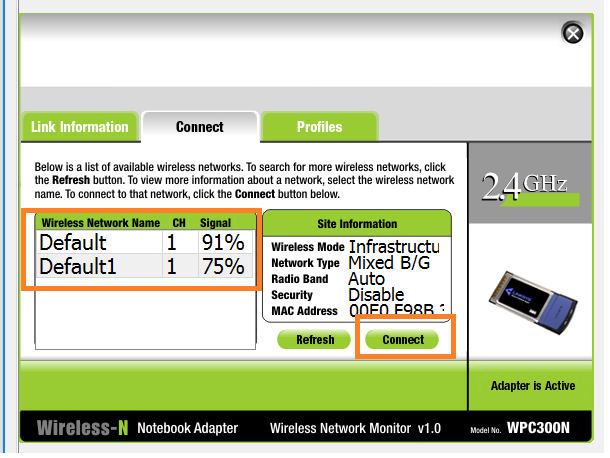 Link Information
Connect
Profiles
Below is a list of available wireless networks. To search for more wireless networks, click
the Refresh button. To view more information about a network, select the wireless network
name. To connect to that network, click the Connect button below.
2.4GHz
Wireless Network Name CH Signal
Default 1 91%
Default1 1 75%
Site Information
Wireless Mode Infrastructu
Network Type Mixed B/G
Radio Band Auto
Security Disable
MAC Address 00E0.F98B.
Refresh
Connect
Adapter is Active
Wireless-N Notebook Adapter Wireless Network Monitor v1.0 Model No. WPC300N